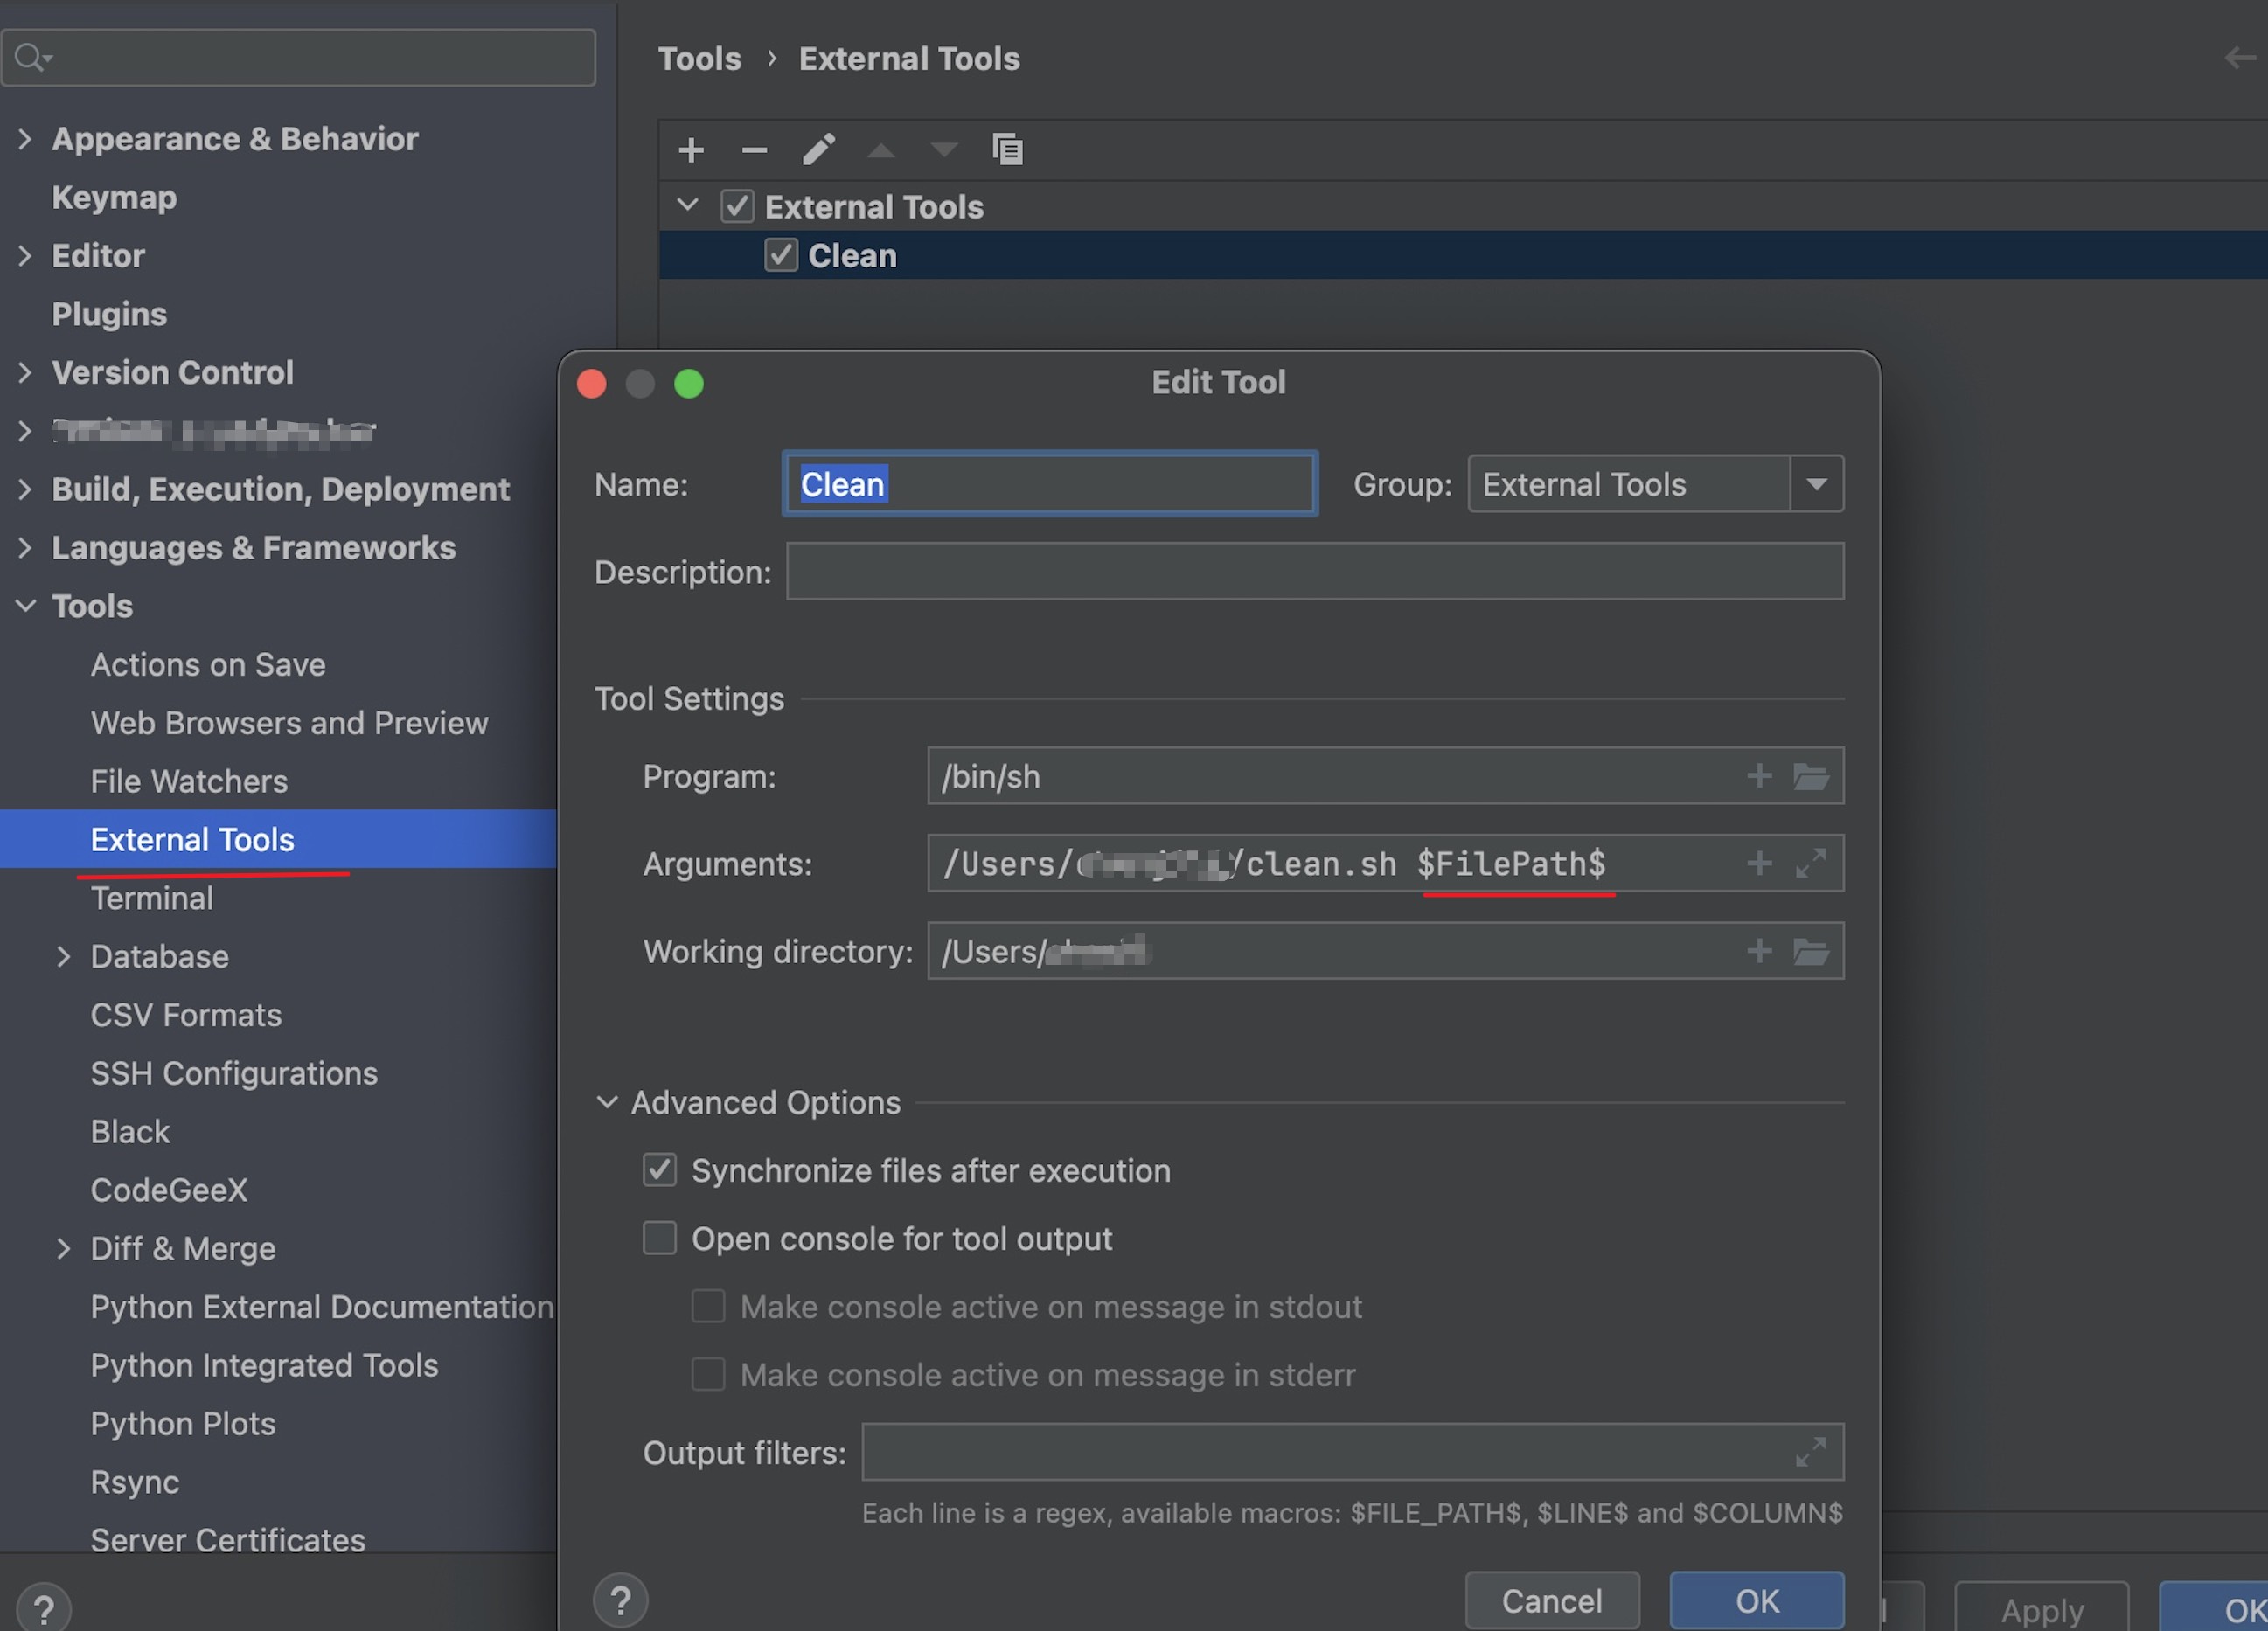 Appearance & Behavior
Keymap
Editor
Plugins
Version Control
Build, Execution, Deployment
Languages & Frameworks
Tools
Actions on Save
Web Browsers and Preview
File Watchers
External Tools
Terminal
Database
CSV Formats
SSH Configurations
Black
CodeGeeX
Diff & Merge
Python External Documentation
Python Integrated Tools
Python Plots
Rsync
Server Certificates
?
Tools › External Tools
External Tools
Clean
Edit Tool
Name: Clean Group: External Tools
Description:
Tool Settings
Program: /bin/sh
Arguments: /Users/ /clean.sh $FilePath$
Working directory: /Users/
Advanced Options
Synchronize files after execution
Open console for tool output
Make console active on message in stdout
Make console active on message in stderr
Output filters:
Each line is a regex, available macros: $FILE_PATH$, $LINE$ and $COLUMN$
? Cancel OK
Apply OK